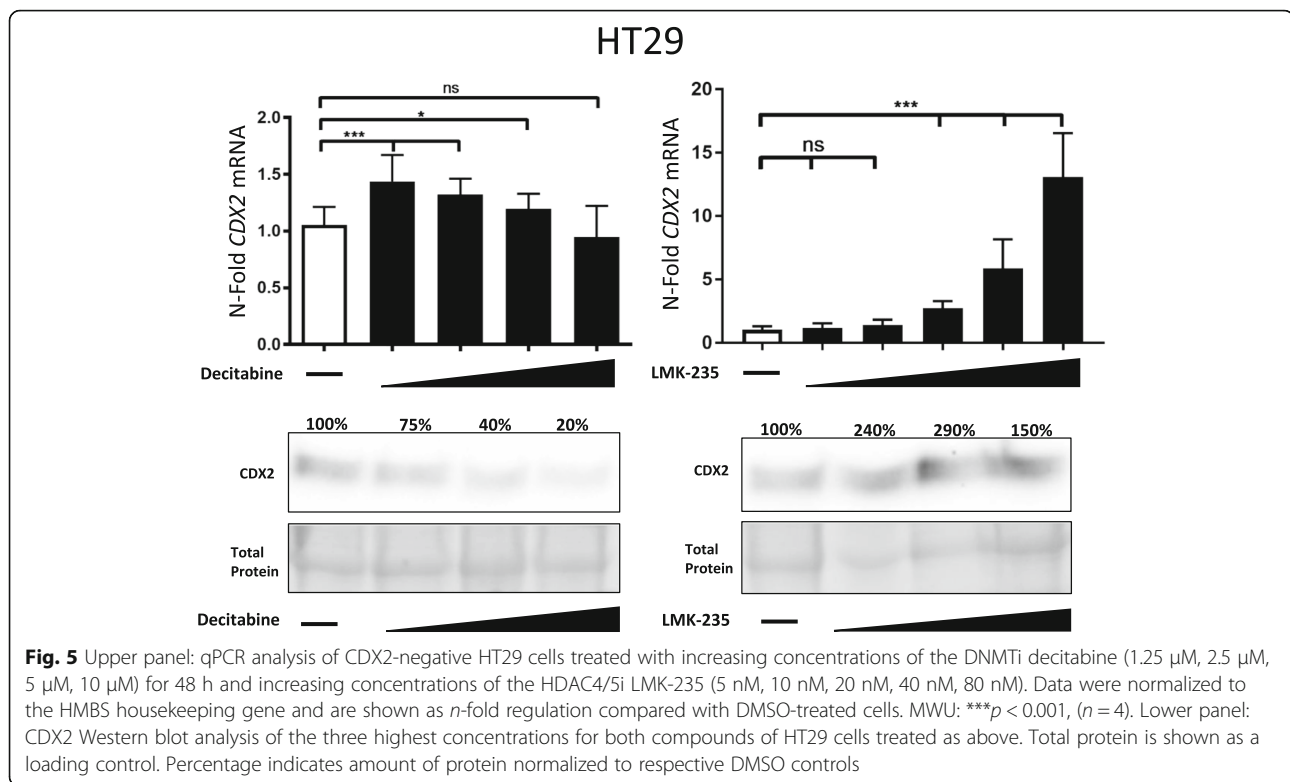 HT29
ns
*
***
2.0
1.5
1.0
0.5
0.0
N-Fold CDX2 mRNA
Decitabine
***
ns
20
15
10
5
0
N-Fold CDX2 mRNA
LMK-235
100% 75% 40% 20%
CDX2
Total
Protein
Decitabine
100% 240% 290% 150%
CDX2
Total
Protein
LMK-235
Fig. 5 Upper panel: qPCR analysis of CDX2-negative HT29 cells treated with increasing concentrations of the DNMTi decitabine (1.25 μM, 2.5 μM,
5 μM, 10 μM) for 48 h and increasing concentrations of the HDAC4/5i LMK-235 (5 nM, 10 nM, 20 nM, 40 nM, 80 nM). Data were normalized to
the HMBS housekeeping gene and are shown as n-fold regulation compared with DMSO-treated cells. MWU: ***p < 0.001, (n = 4). Lower panel:
CDX2 Western blot analysis of the three highest concentrations for both compounds of HT29 cells treated as above. Total protein is shown as a
loading control. Percentage indicates amount of protein normalized to respective DMSO controls